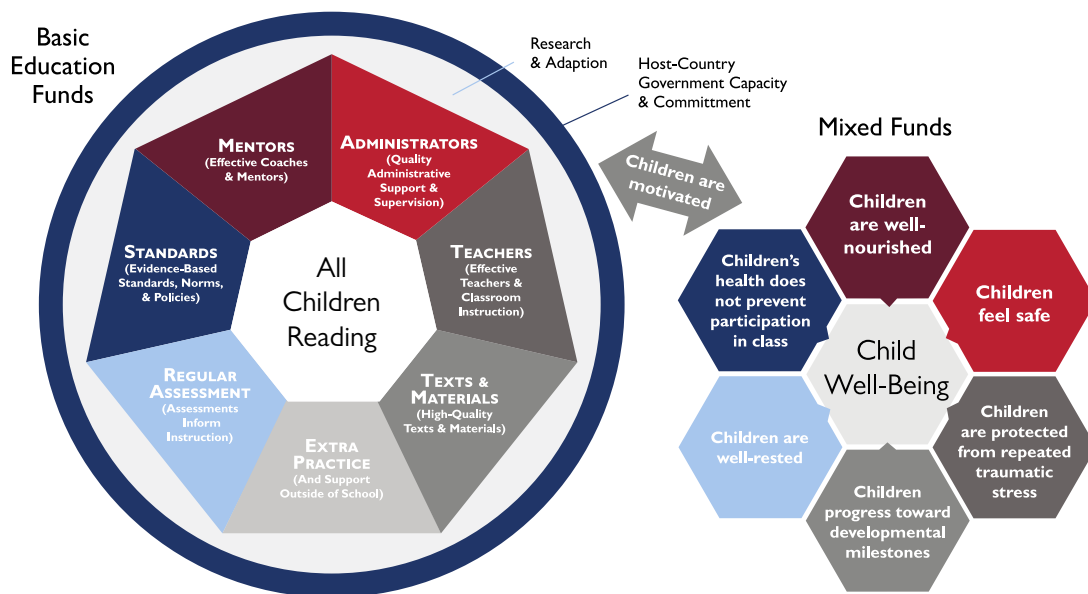 Basic
Education
Funds
Research
& Adaption
Host-Country
Government Capacity
& Committment
MENTORS
(Effective Coaches
& Mentors)
ADMINISTRATORS
(Quality
Administrative
Support &
Supervision)
STANDARDS
(Evidence-Based
Standards, Norms,
& Policies)
TEACHERS
(Effective
Teachers &
Classroom
Instruction)
All
Children
Reading
REGULAR
ASSESSMENT
(Assessments
Inform
Instruction)
TEXTS &
MATERIALS
(High-Quality
Texts & Materials)
EXTRA
PRACTICE
(And Support
Outside of School)
Children are
motivated
Mixed Funds
Children
are well-
nourished
Children's
health does
not prevent
participation
in class
Children
feel safe
Child
Well-Being
Children are
well-rested
Children
are protected
from repeated
traumatic
stress
Children
progress toward
developmental
milestones